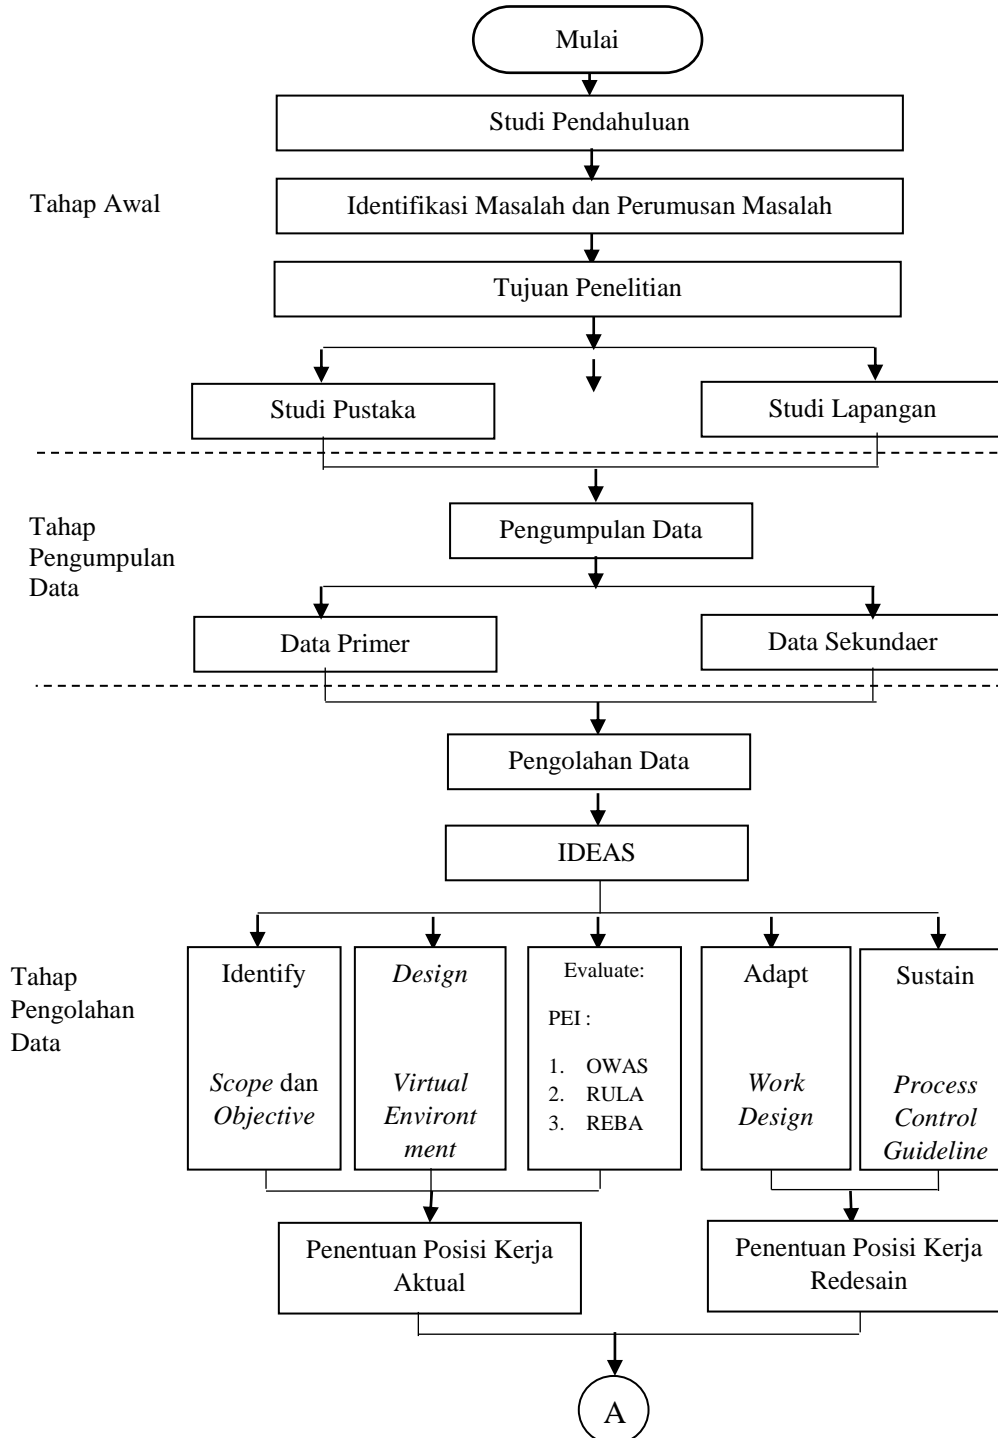 Mulai
Studi Pendahuluan
Tahap Awal
Identifikasi Masalah dan Perumusan Masalah
Tujuan Penelitian
Studi Pustaka
Studi Lapangan
Tahap
Pengumpulan
Data
Pengumpulan Data
Data Primer
Data Sekundaer
Pengolahan Data
IDEAS
Tahap
Pengolahan
Data
Identify
Scope dan
Objective
Design
Virtual
Environt
ment
Evaluate:
PEI :
1. OWAS
2. RULA
3. REBA
Adapt
Work
Design
Sustain
Process
Control
Guideline
Penentuan Posisi Kerja
Aktual
Penentuan Posisi Kerja
Redesain
A